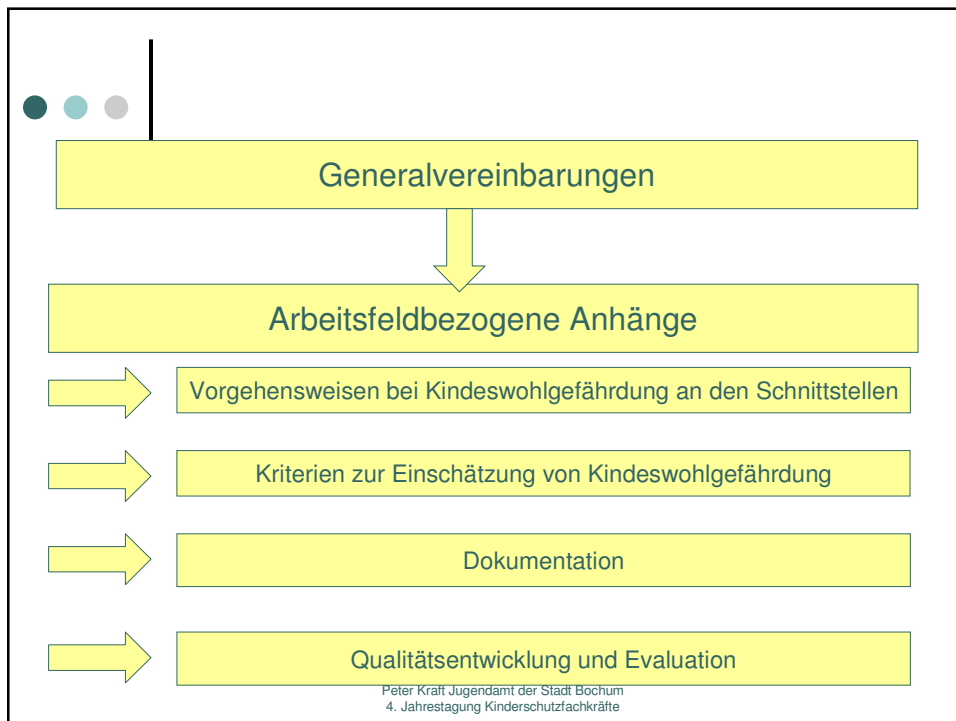 Generalvereinbarungen
Arbeitsfeldbezogene Anhänge
Vorgehensweisen bei Kindeswohlgefährdung an den Schnittstellen
Kriterien zur Einschätzung von Kindeswohlgefährdung
Dokumentation
Qualitätsentwicklung und Evaluation
Peter Kraft Jugendamt der Stadt Bochum
4. Jahrestagung Kinderschutzfachkräfte